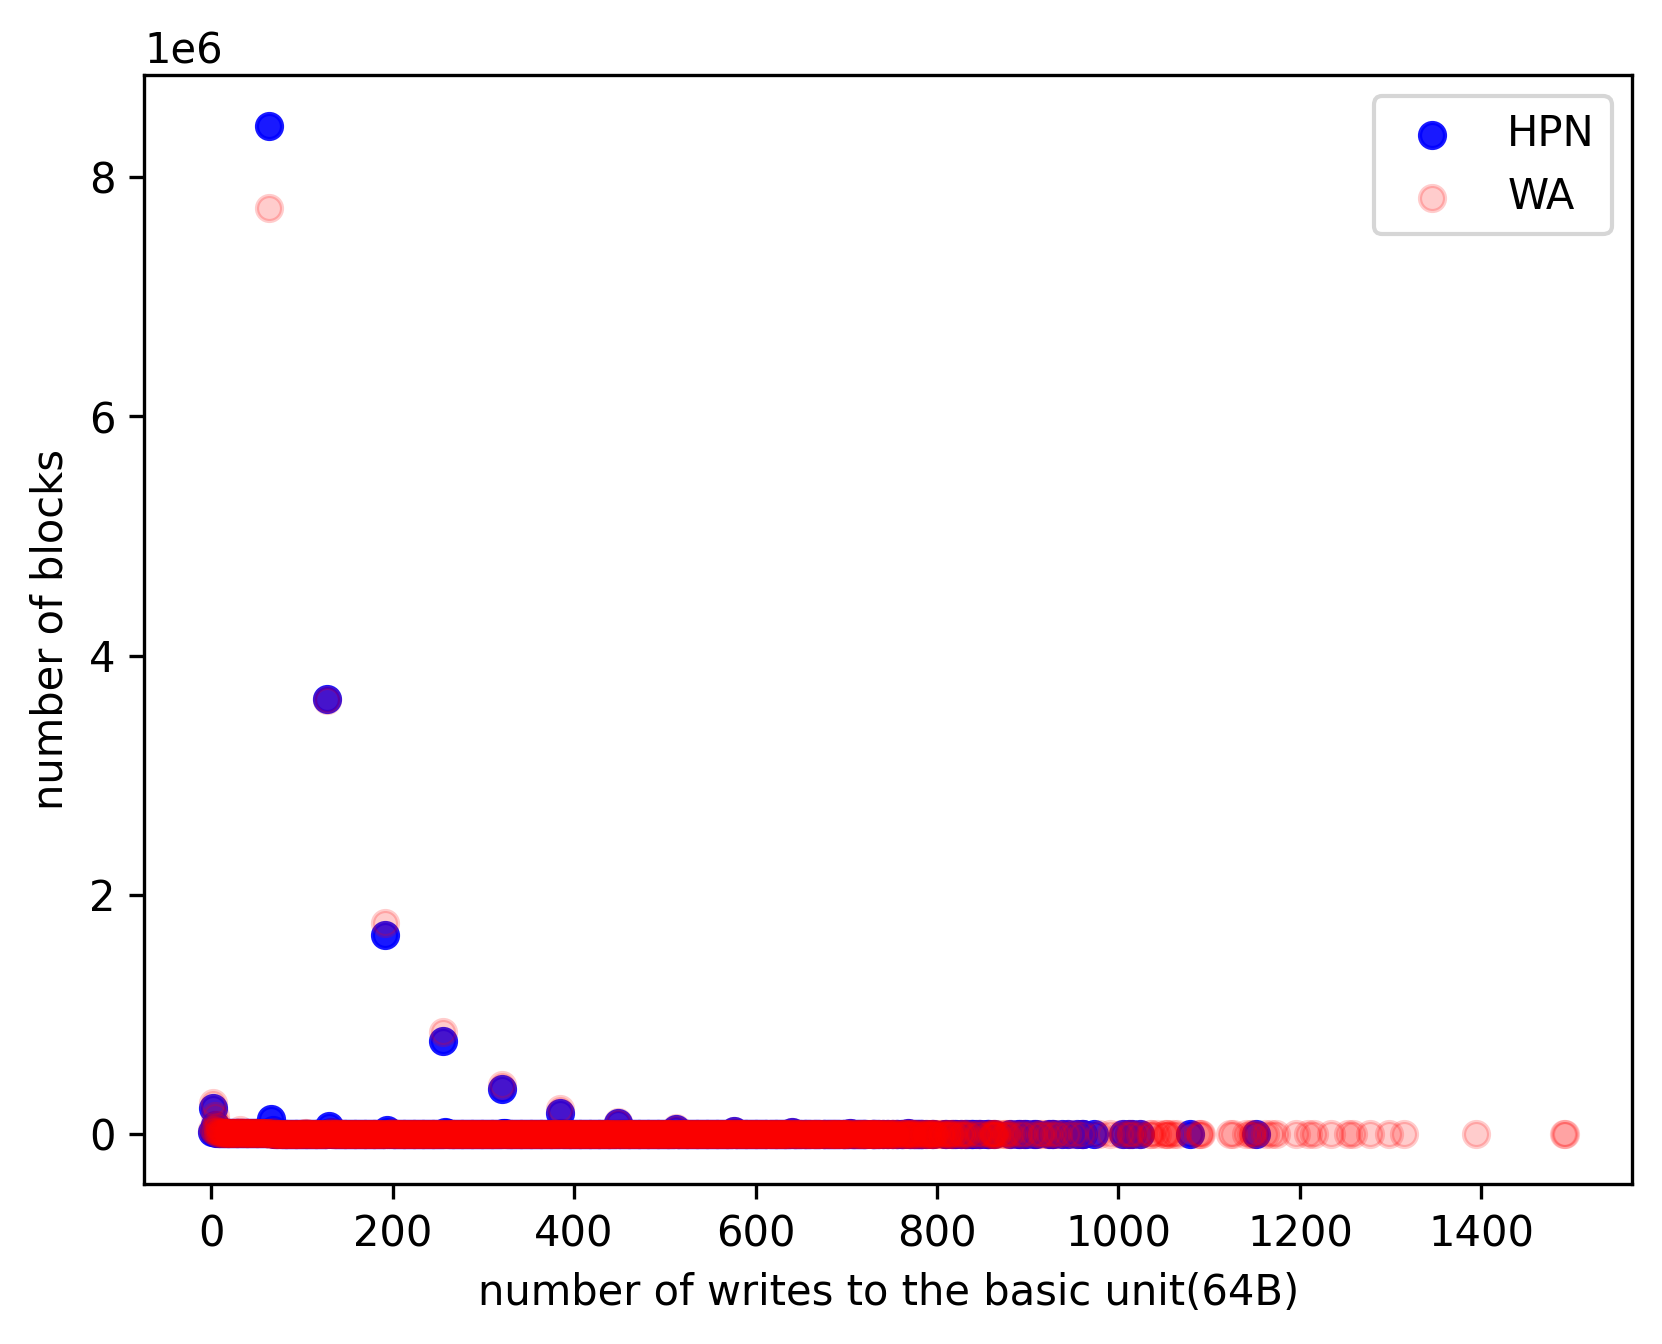 1e6
HPN
WA
8
6
4
2
0
number of blocks
0 200 400 600 800 1000 1200 1400
number of writes to the basic unit(64B)